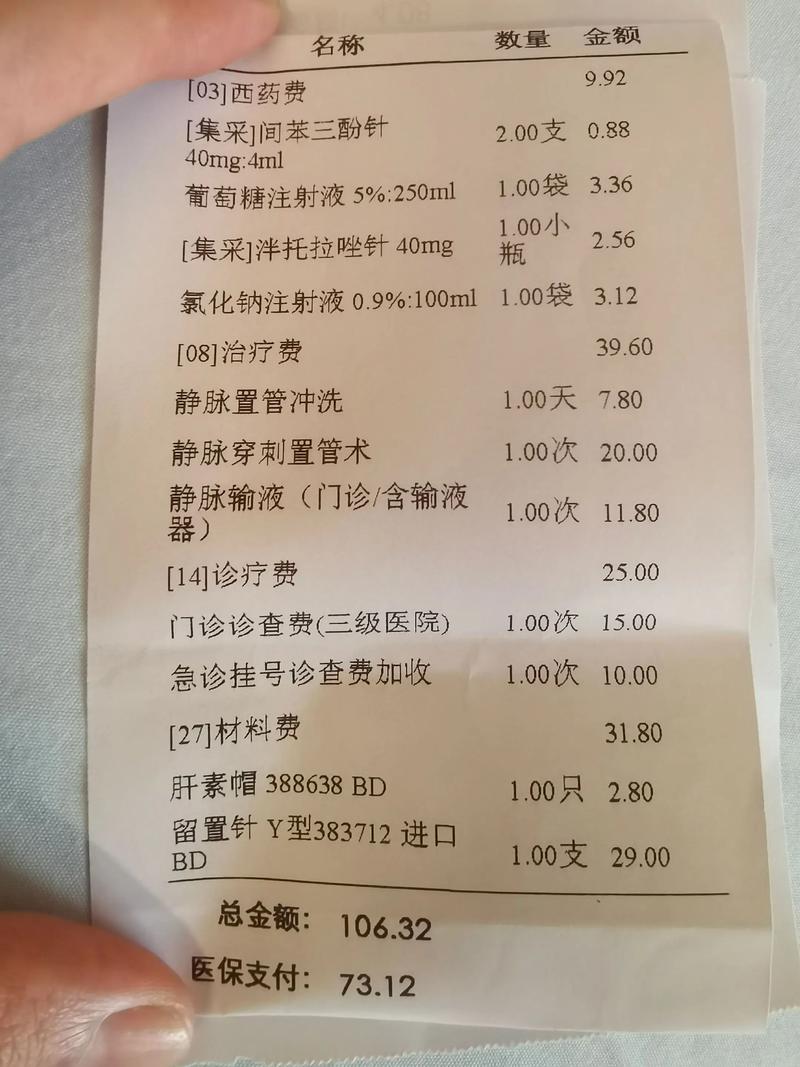 名称 数量 金额
[03]西药费 9.92
[集采]间苯三酚针 2.00支 0.88
40mg:4ml
葡萄糖注射液 5%:250ml 1.00袋 3.36
[集采]泮托拉唑针 40mg 1.00小瓶 2.56
氯化钠注射液 0.9%:100ml 1.00袋 3.12
[08]治疗费 39.60
静脉置管冲洗 1.00天 7.80
静脉穿刺置管术 1.00次 20.00
静脉输液（门诊/含输液 1.00次 11.80
器）
[14]诊疗费 25.00
门诊诊查费(三级医院) 1.00次 15.00
急诊挂号诊查费加收 1.00次 10.00
[27]材料费 31.80
肝素帽 388638 BD 1.00只 2.80
留置针 Y型383712 进口 1.00支 29.00
BD
总金额： 106.32
医保支付： 73.12